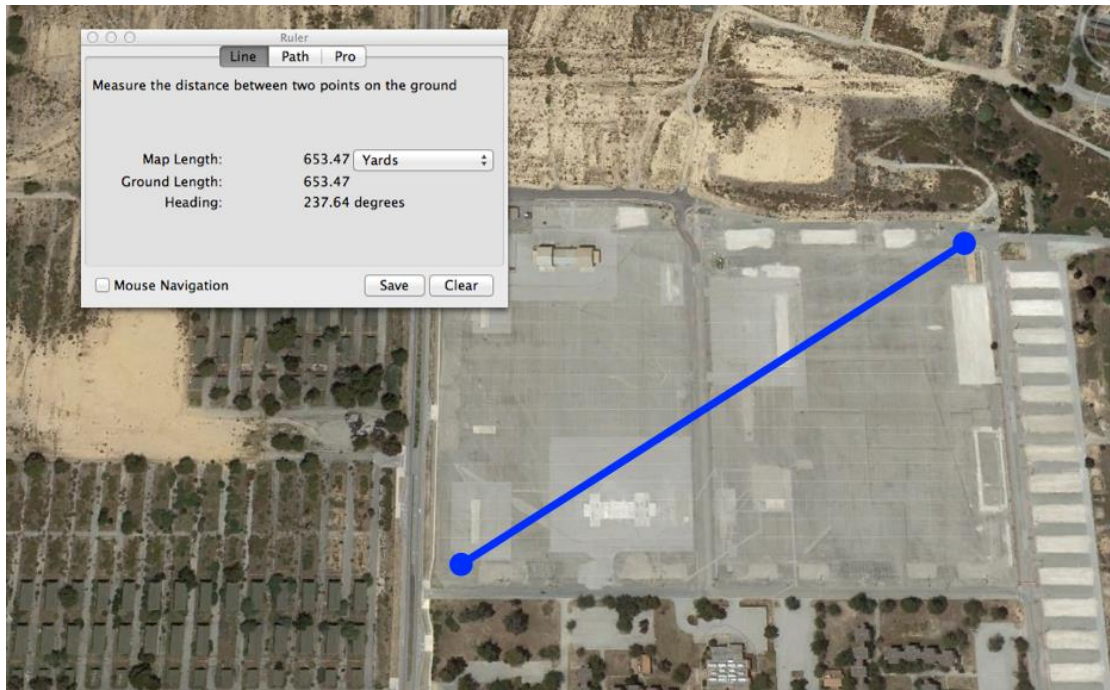 Ruler
Line Path Pro
Measure the distance between two points on the ground
Map Length: 653.47 Yards
Ground Length: 653.47
Heading: 237.64 degrees
Mouse Navigation Save Clear